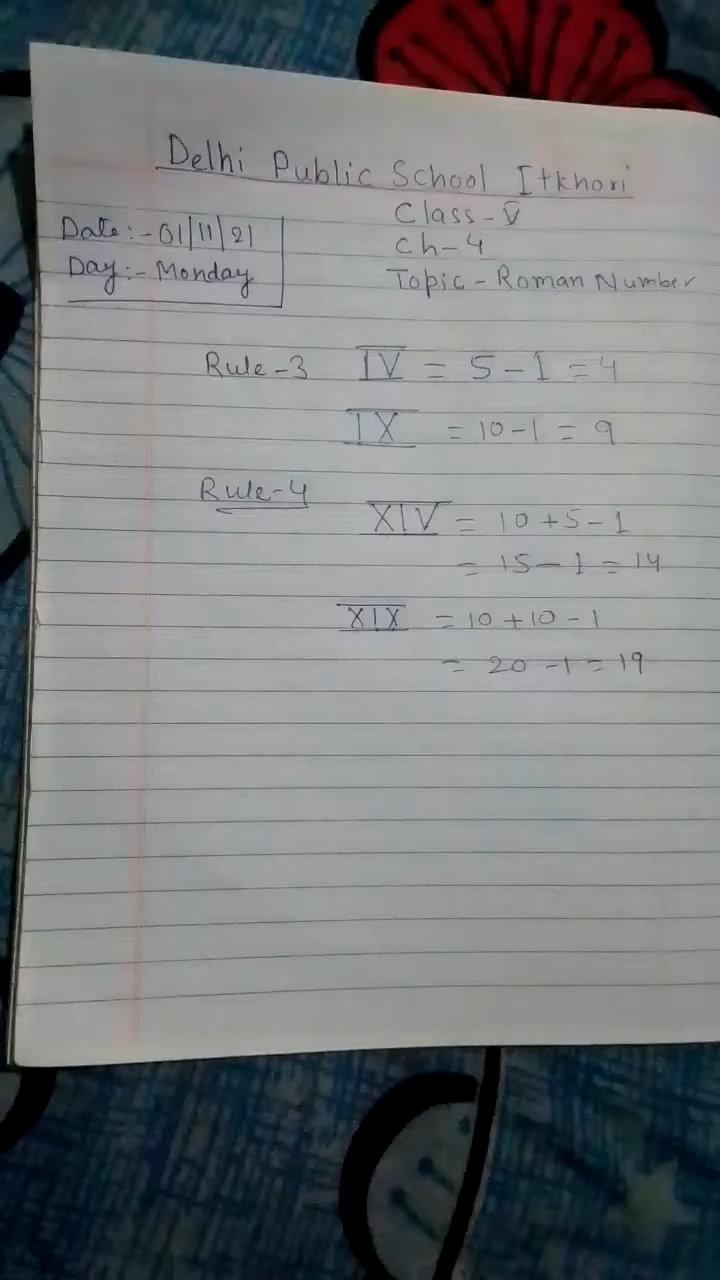 Delhi Public School Itkhori
Class-V
Date:-01/11/21
Ch-4
Day:- Monday
Topic-Roman Number
Rule-3 IV = 5-1=4
IX = 10-1 = 9
Rule-4
XIV = 10+5-1
= 15-1=14
XIX = 10+10-1
= 20-1=19